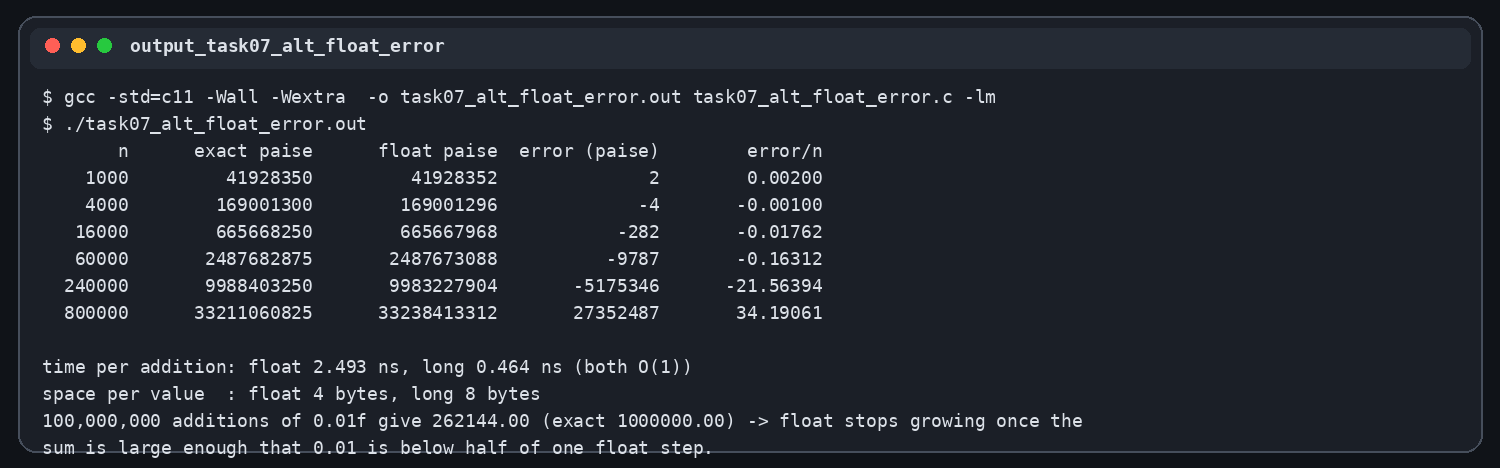 output_task07_alt_float_error
$ gcc -std=c11 -Wall -Wextra  -o task07_alt_float_error.out task07_alt_float_error.c -lm
$ ./task07_alt_float_error.out
       n      exact paise      float paise  error (paise)        error/n
    1000         41928350         41928352              2        0.00200
    4000        169001300        169001296             -4       -0.00100
   16000        665668250        665667968           -282       -0.01762
   60000       2487682875       2487673088          -9787       -0.16312
  240000       9988403250       9983227904       -5175346      -21.56394
  800000      33211060825      33238413312       27352487       34.19061
time per addition: float 2.493 ns, long 0.464 ns (both O(1))
space per value  : float 4 bytes, long 8 bytes
100,000,000 additions of 0.01f give 262144.00 (exact 1000000.00) -> float stops growing once the
sum is large enough that 0.01 is below half of one float step.